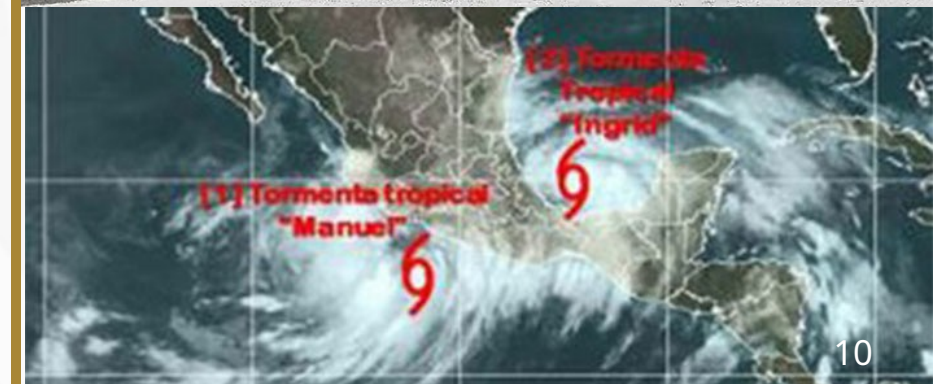 (2) Tormenta
Tropical
"Ingrid"
(1) Tormenta tropical
"Manuel"
10